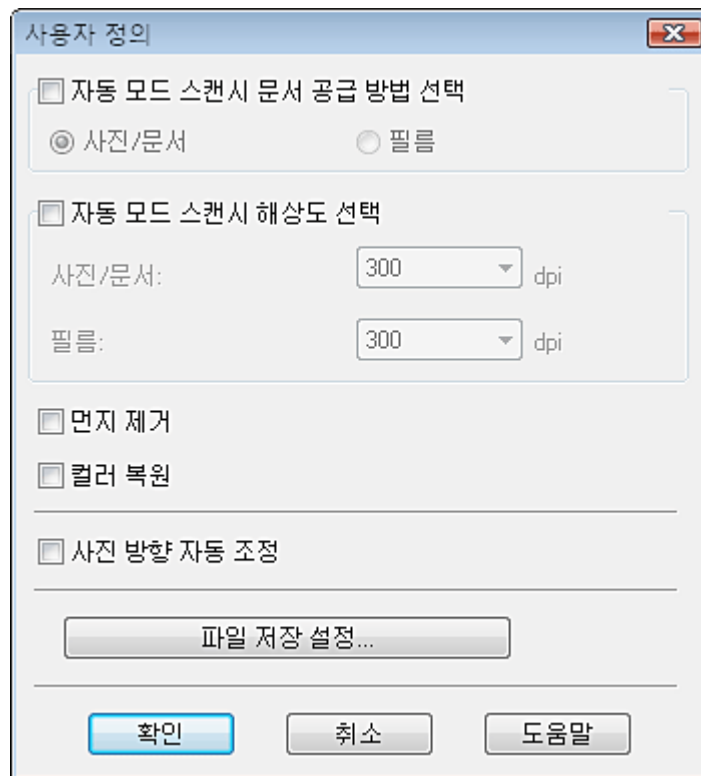 사용자 정의
자동 모드 스캔시 문서 공급 방법 선택
사진/문서 필름
자동 모드 스캔시 해상도 선택
사진/문서: 300 dpi
필름: 300 dpi
먼지 제거
컬러 복원
사진 방향 자동 조정
파일 저장 설정...
확인 취소 도움말